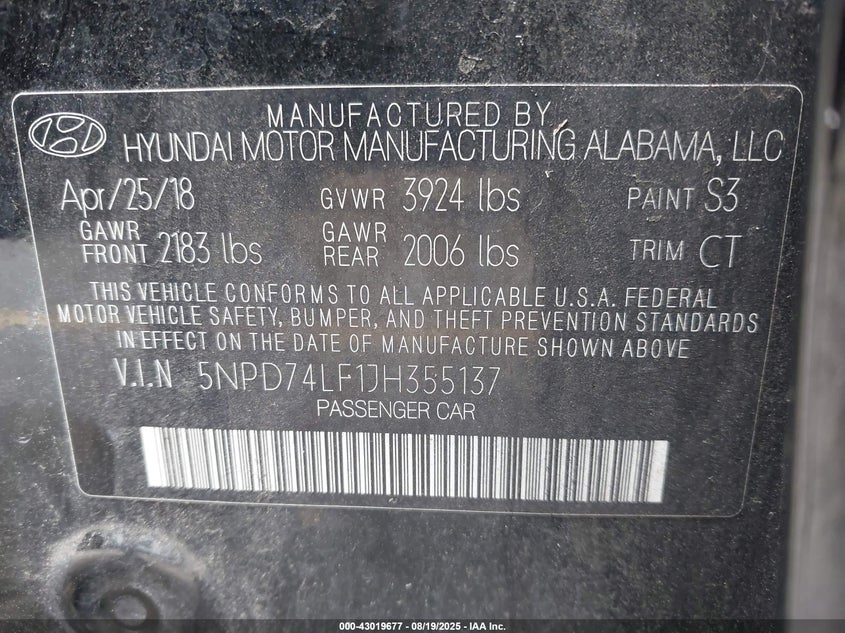 MANUFACTURED BY
HYUNDAI MOTOR MANUFACTURING ALABAMA, LLC
Apr/25/18 GVWR 3924 lbs PAINT S3
GAWR FRONT 2183 lbs GAWR REAR 2006 lbs TRIM CT
THIS VEHICLE CONFORMS TO ALL APPLICABLE U.S.A. FEDERAL
MOTOR VEHICLE SAFETY, BUMPER, AND THEFT PREVENTION STANDARDS
IN EFFECT ON THE DATE OF MANUFACTURE SHOWN ABOVE
V.I.N 5NPD74LF1JH355137
PASSENGER CAR
000-43019677 - 08/19/2025 - IAA Inc.